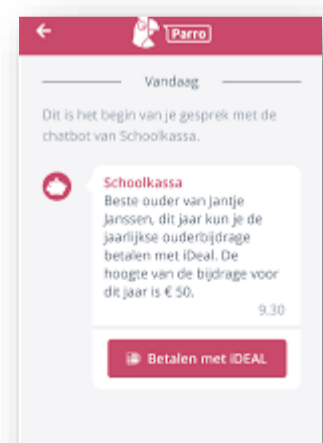 Parro
Vandaag
Dit is het begin van je gesprek met de
chatbot van Schoolkassa.
Schoolkassa
Beste ouder van Jantje
Janssen, dit jaar kun je de
jaarlijkse ouderbijdrage
betalen met iDeal. De
hoogte van de bijdrage voor
dit jaar is € 50.
9.30
Betalen met iDEAL